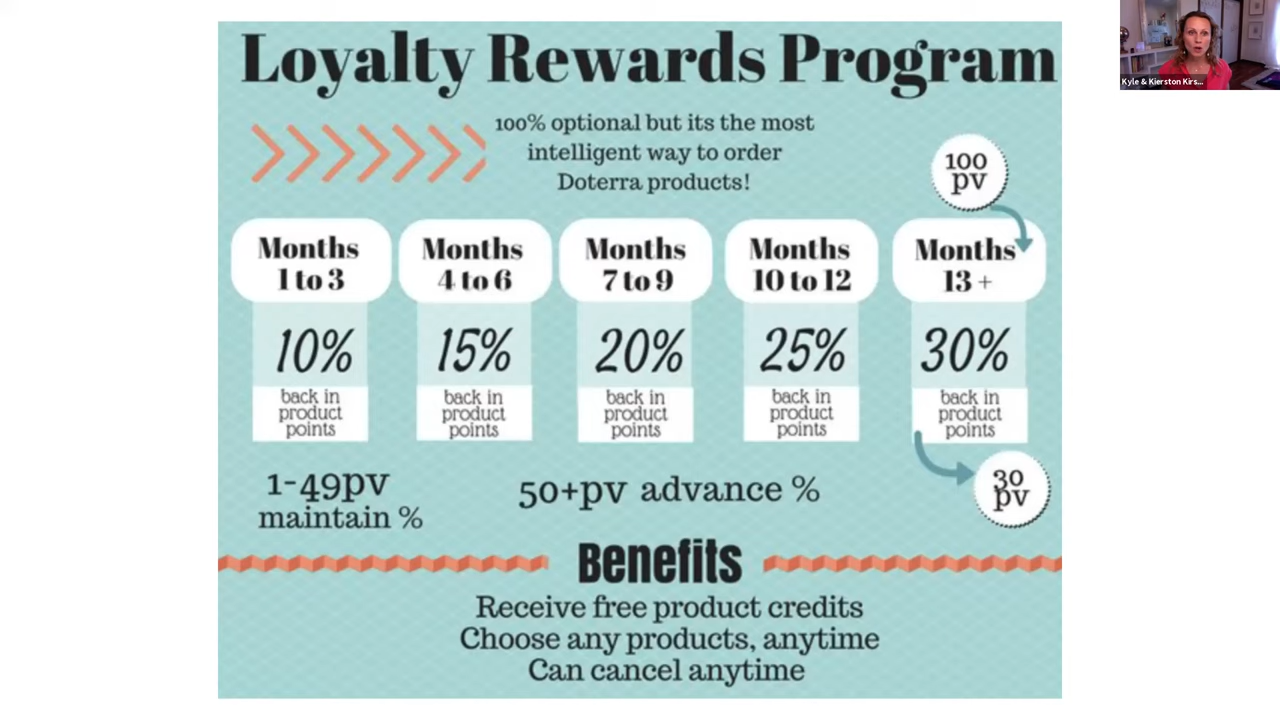 Loyalty Rewards Program
100% optional but its the most
intelligent way to order
Doterra products!
100
pv
Months
1 to 3
Months
4 to 6
Months
7 to 9
Months
10 to 12
Months
13 +
10%
15%
20%
25%
30%
back in
product
points
back in
product
points
back in
product
points
back in
product
points
back in
product
points
1-49pv
maintain %
50+pv advance %
30
pv
Benefits
Receive free product credits
Choose any products, anytime
Can cancel anytime
Kyle & Kierston Kirs...